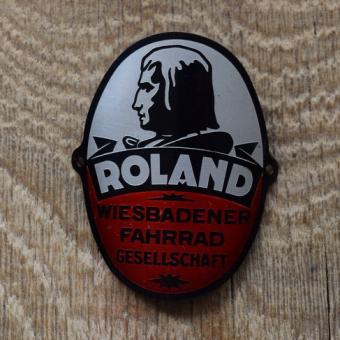 ROLAND
WIESBADENER
FAHRRAD
GESELLSCHAFT